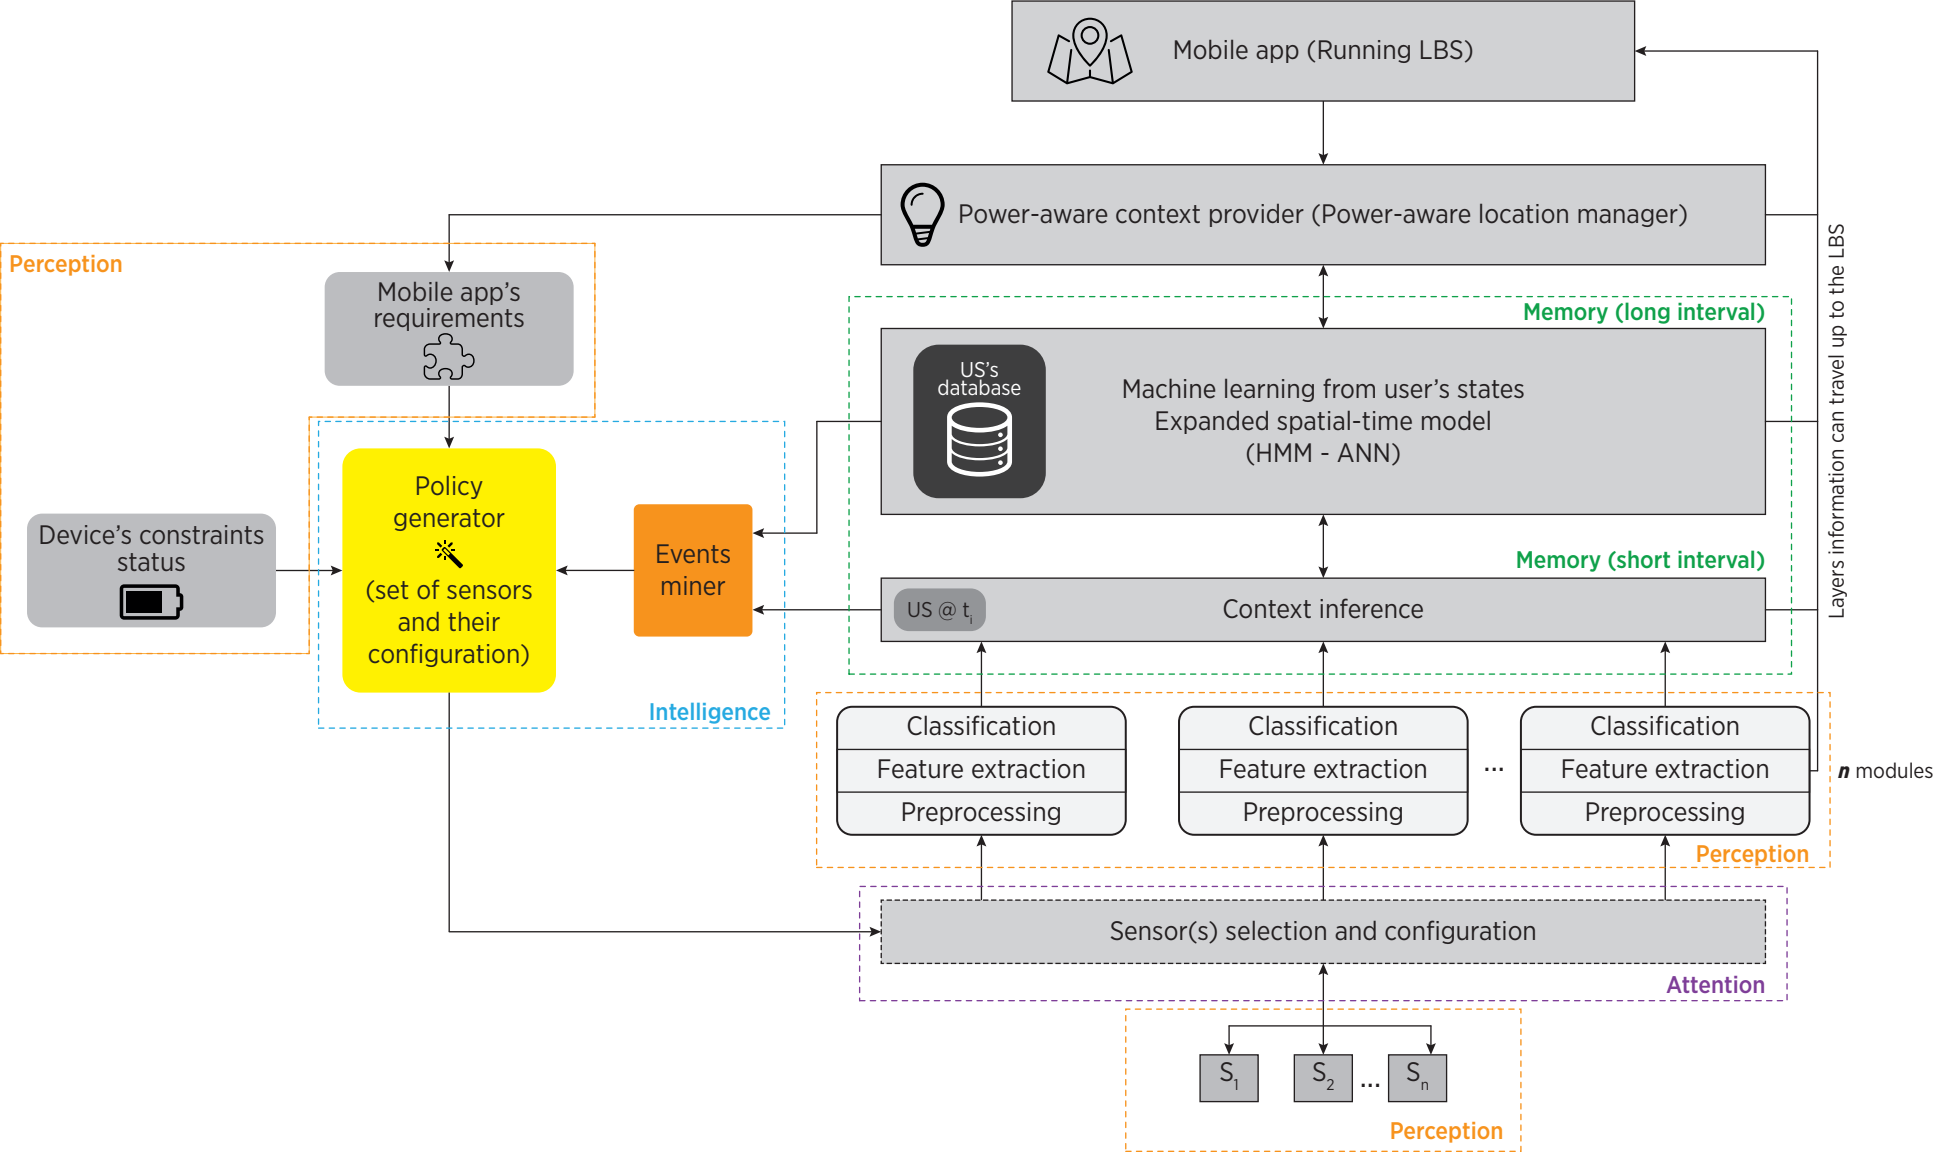 Mobile app (Running LBS)
Power-aware context provider (Power-aware location manager)
Layers information can travel up to the LBS
Perception
Mobile app’s
requirements
Device’s constraints
status
Policy
generator
(set of sensors
and their
configuration)
Events
miner
Intelligence
Memory (long interval)
US’s
database
Machine learning from user’s states
Expanded spatial-time model
(HMM - ANN)
Memory (short interval)
US @ ti
Context inference
Classification
Feature extraction
Preprocessing
Classification
Feature extraction
Preprocessing
...
Classification
Feature extraction
Preprocessing
n modules
Perception
Sensor(s) selection and configuration
Attention
S1
S2
...
Sn
Perception